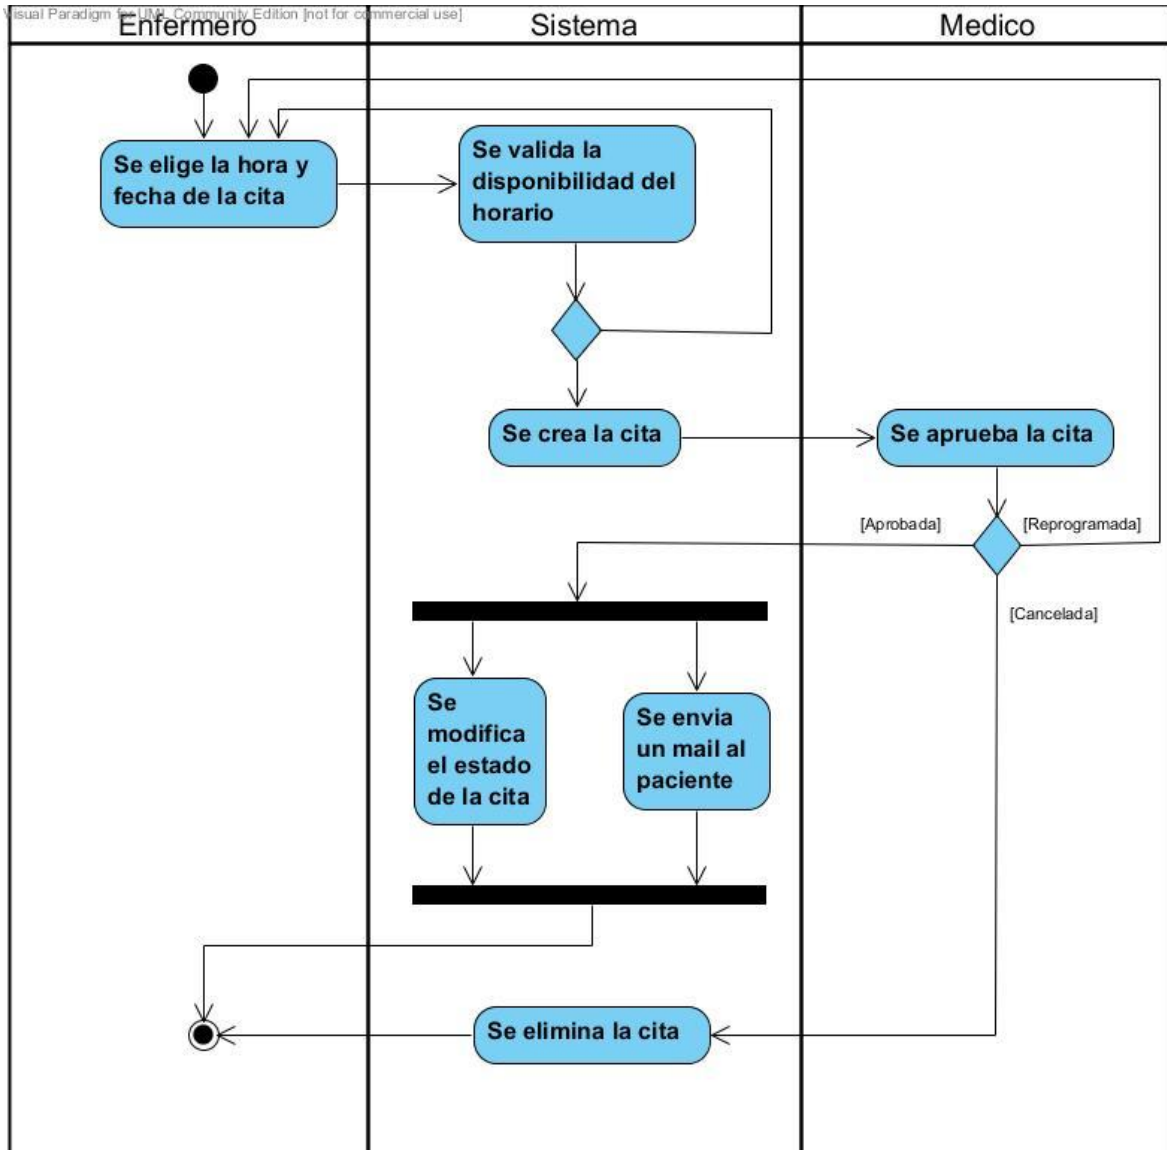 Visual Paradigm for UML Community Edition [not for commercial use]
Enfermero
Sistema
Medico
Se elige la hora y
fecha de la cita
Se valida la
disponibilidad del
horario
Se crea la cita
Se aprueba la cita
[Aprobada]
[Reprogramada]
[Cancelada]
Se
modifica
el estado
de la cita
Se envia
un mail al
paciente
Se elimina la cita